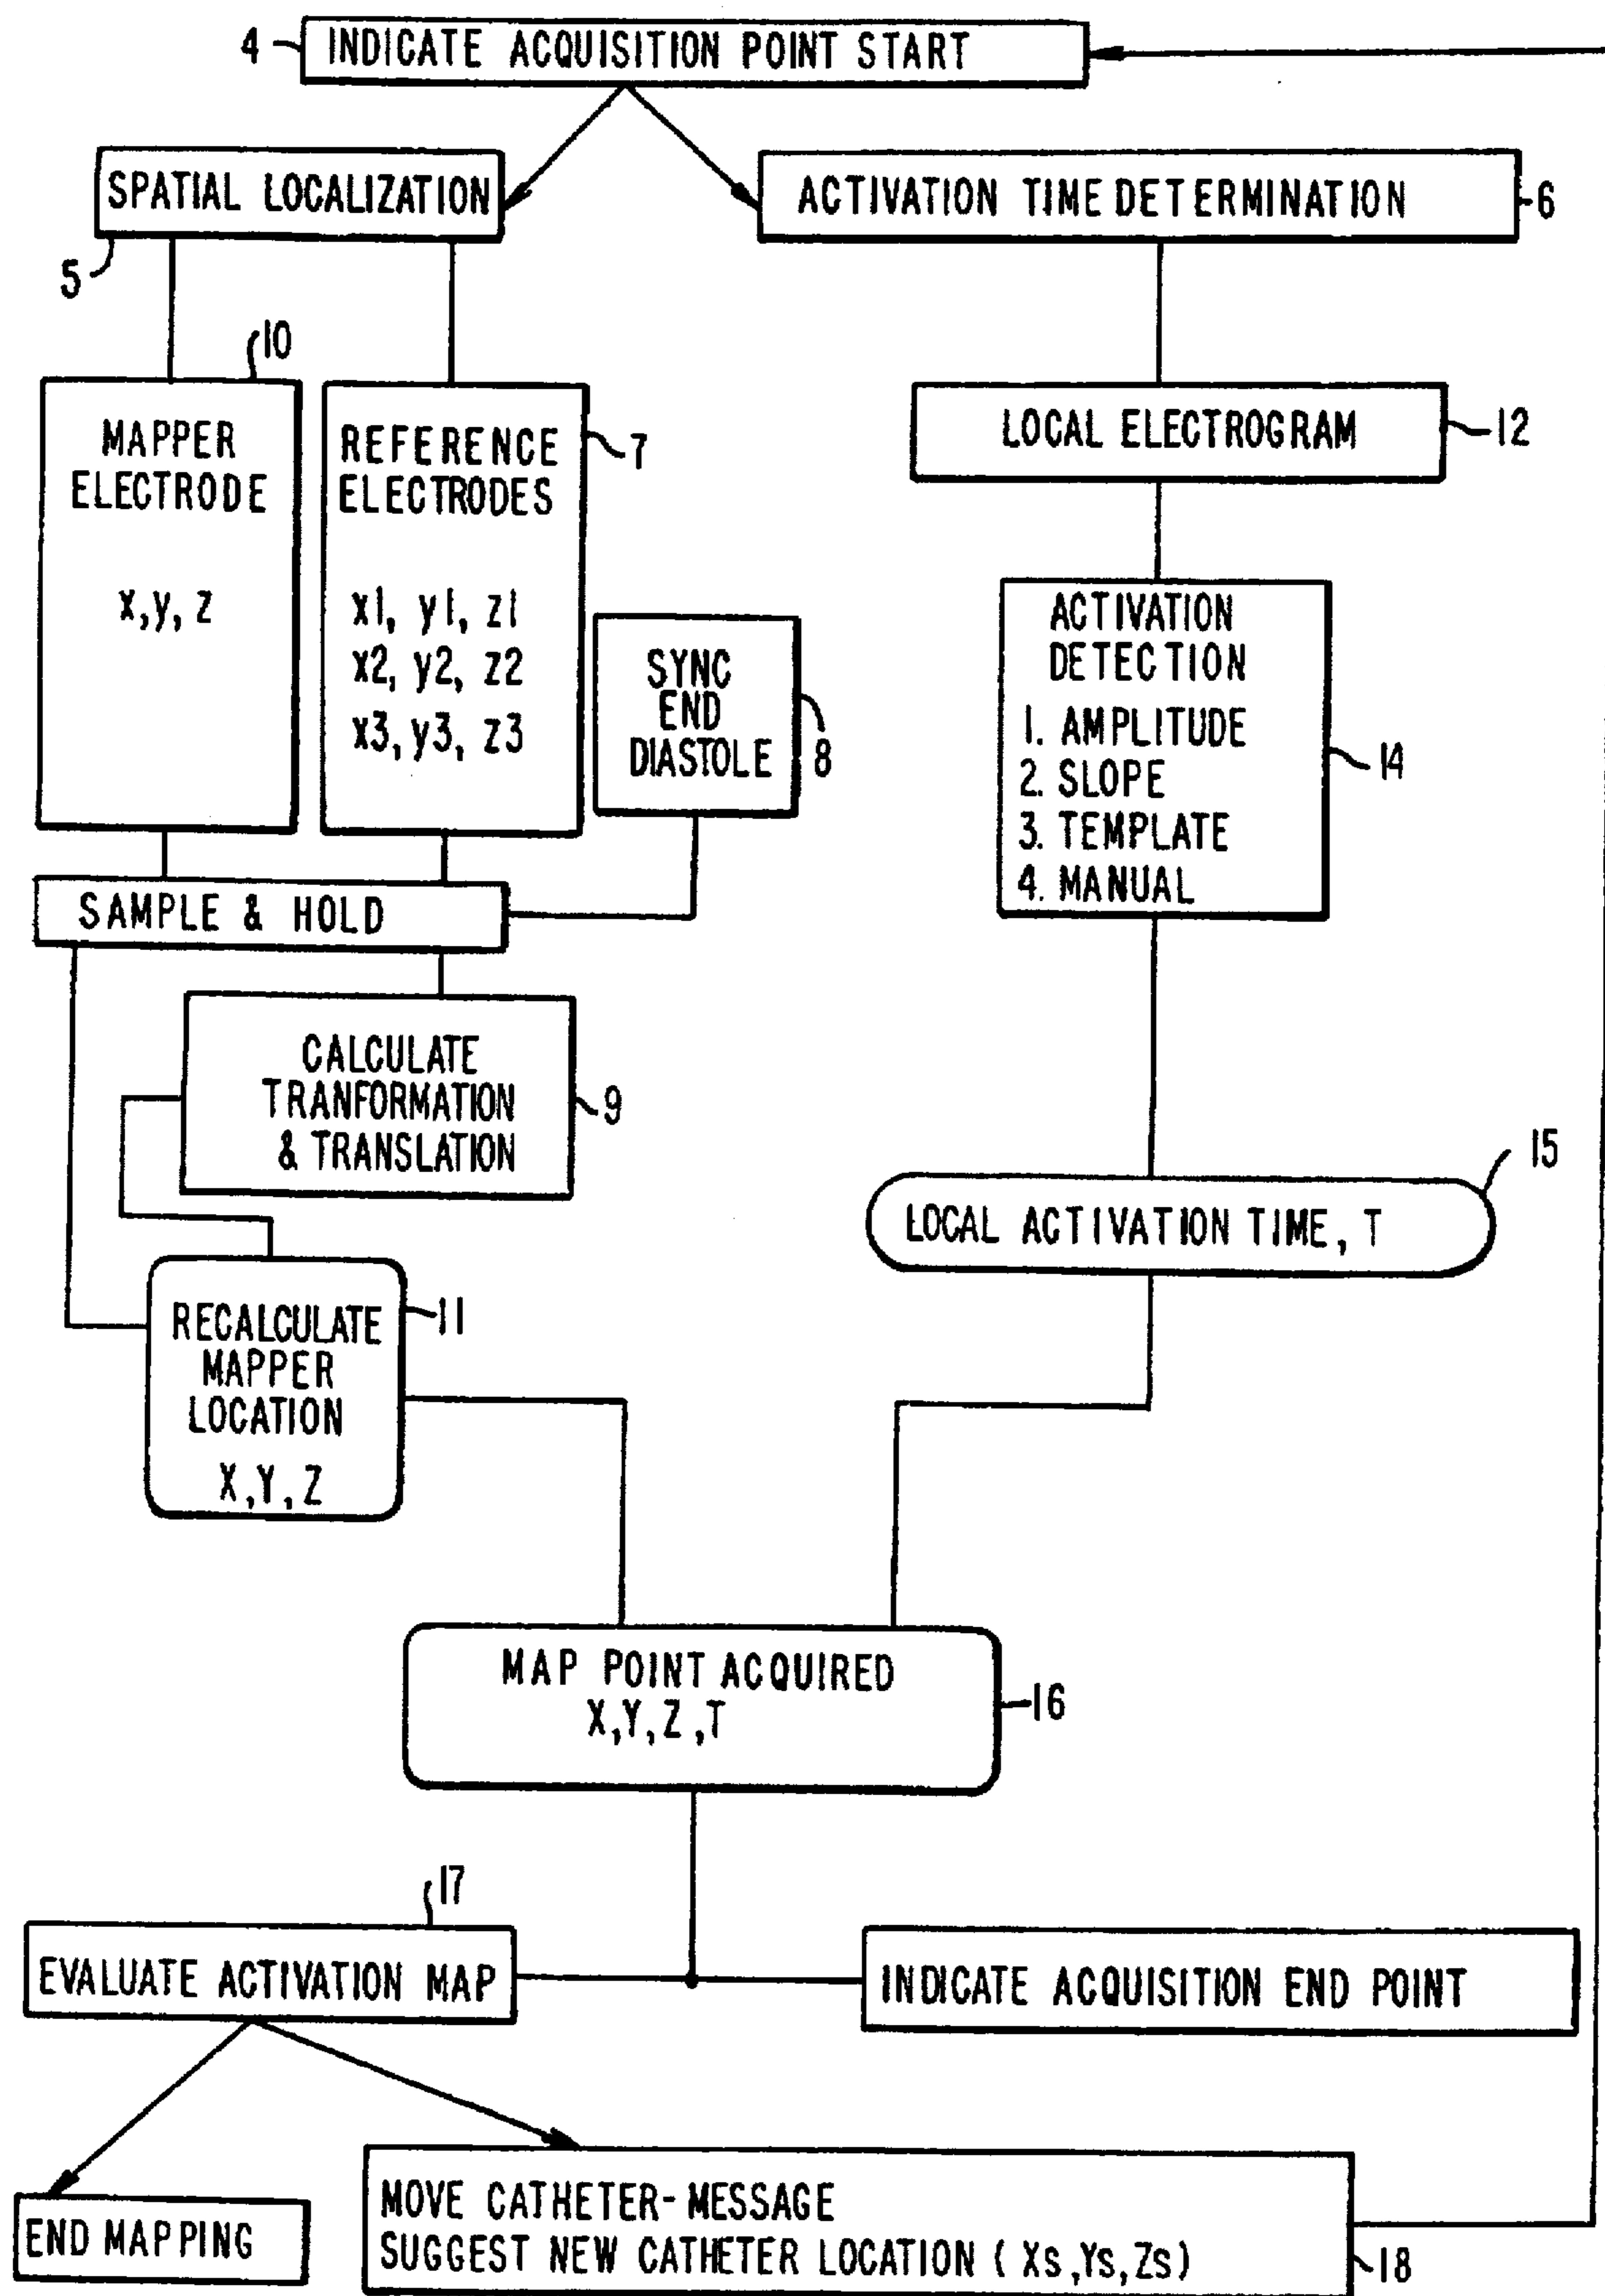 4
INDICATE ACQUISITION POINT START
SPATIAL LOCALIZATION
5
ACTIVATION TIME DETERMINATION
6
10
MAPPER
ELECTRODE
x, y, z
REFERENCE
ELECTRODES
7
x1, y1, z1
x2, y2, z2
x3, y3, z3
SYNC
END
DIASTOLE
8
LOCAL ELECTROGRAM
12
ACTIVATION
DETECTION
1. AMPLITUDE
2. SLOPE
3. TEMPLATE
4. MANUAL
14
SAMPLE & HOLD
CALCULATE
TRANFORMATION
& TRANSLATION
9
15
LOCAL ACTIVATION TIME, T
RECALCULATE
MAPPER
LOCATION
X, Y, Z
11
MAP POINT ACQUIRED
X, Y, Z, T
16
17
EVALUATE ACTIVATION MAP
INDICATE ACQUISITION END POINT
END MAPPING
MOVE CATHETER-MESSAGE
SUGGEST NEW CATHETER LOCATION ( Xs, Ys, Zs )
18